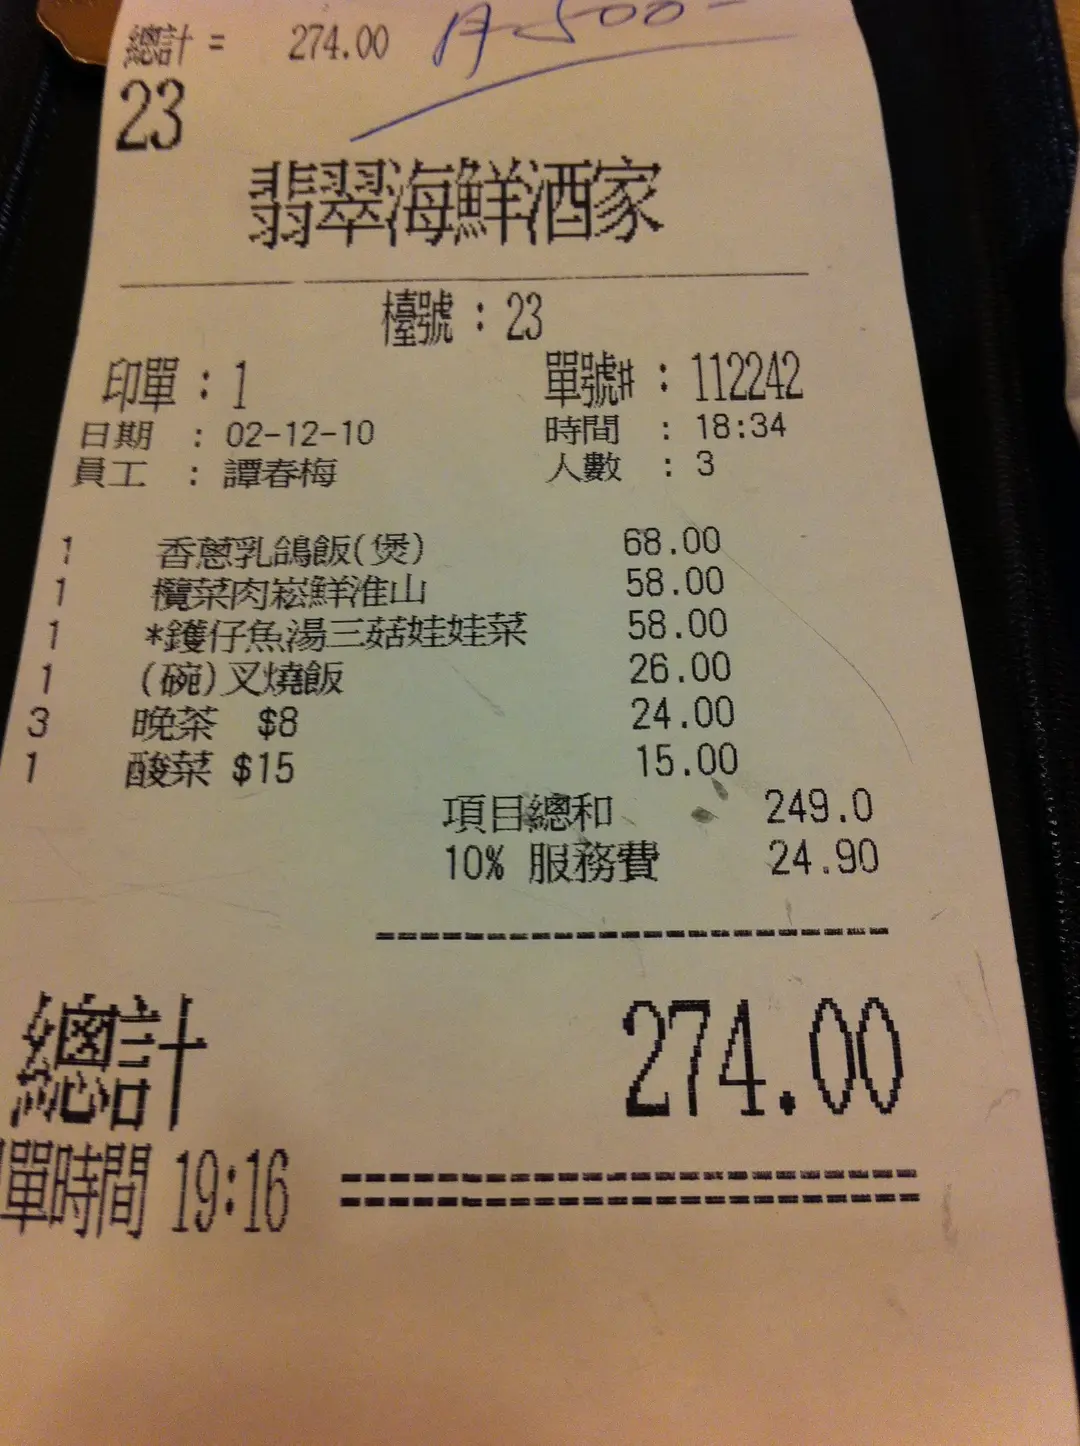 總計 = 274.00
500-
23
翡翠海鮮酒家
檯號 : 23
印單 : 1 單號# : 112242
日期 : 02-12-10 時間 : 18:34
員工 : 譚春梅 人數 : 3
1 香蔥乳鴿飯(煲) 68.00
1 欖菜肉崧鮮淮山 58.00
1 *鑊仔魚湯三菇娃娃菜 58.00
1 (碗)叉燒飯 26.00
3 晚茶 $8 24.00
1 酸菜 $15 15.00
項目總和 249.0
10% 服務費 24.90
總計 274.00
單時間 19:16